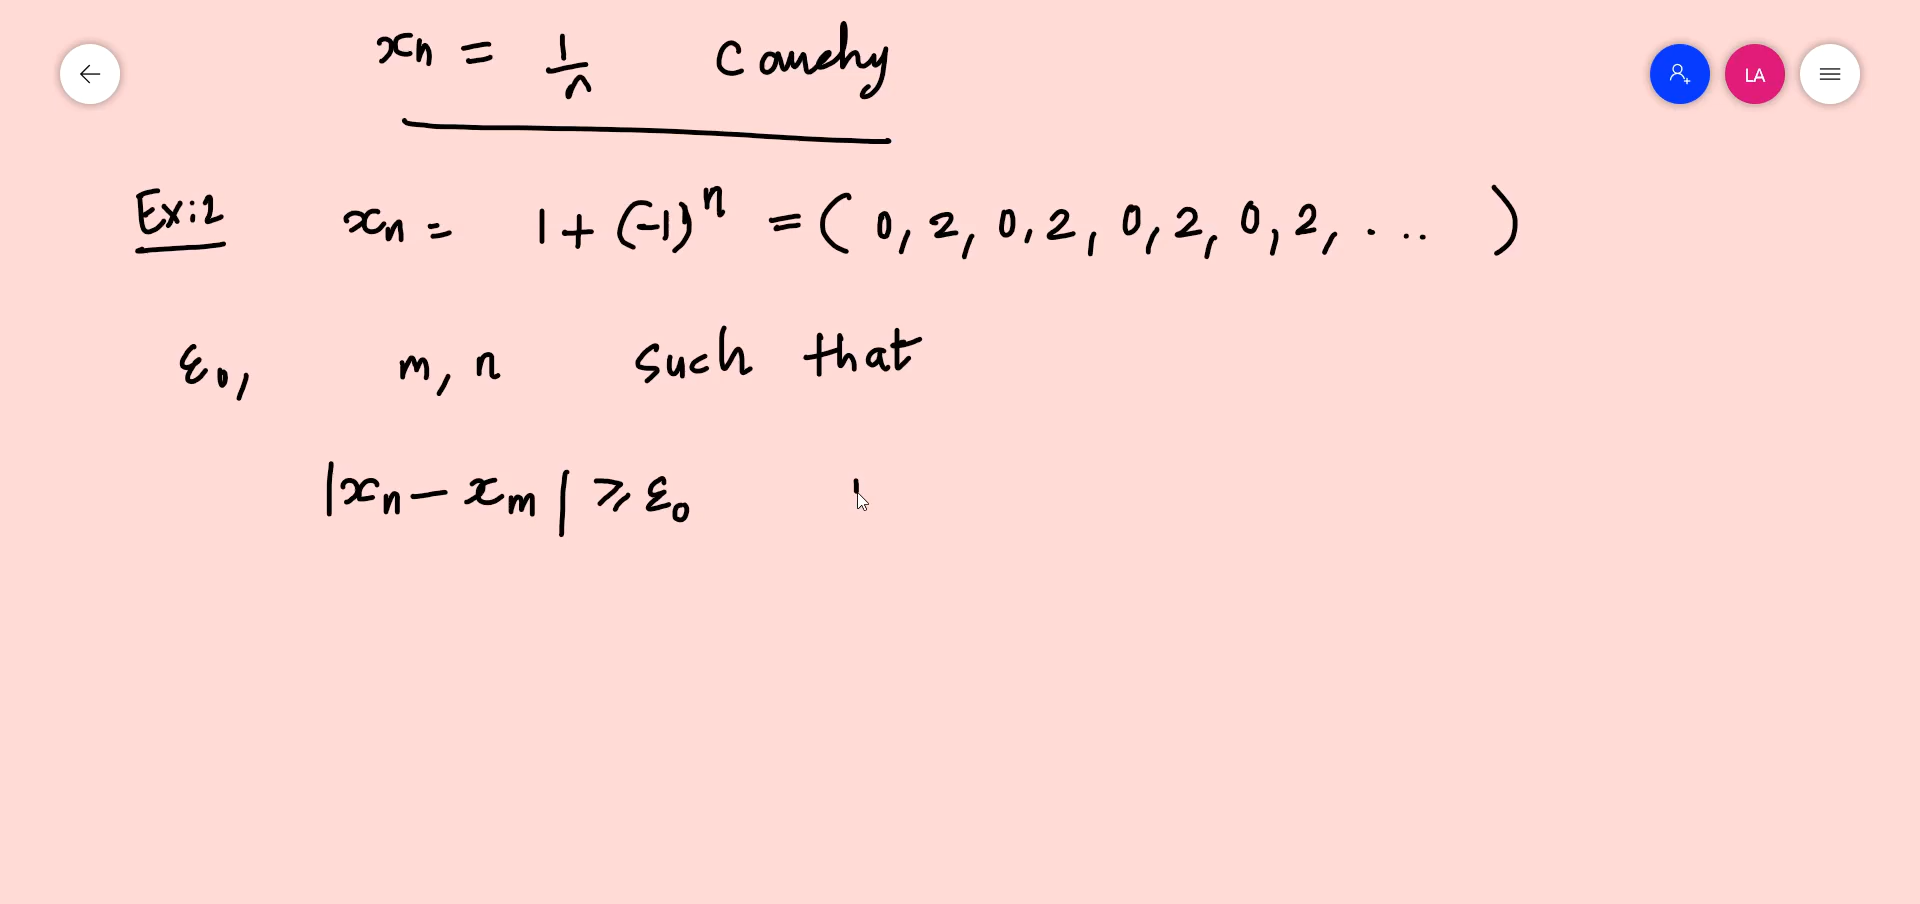 xₙ = 1/n Cauchy
LA
Ex:2 xₙ = 1 + (-1)ⁿ = (0, 2, 0, 2, 0, 2, 0, 2, ... )
ε₀, m, n such that
|xₙ - xₘ| ⩾ ε₀